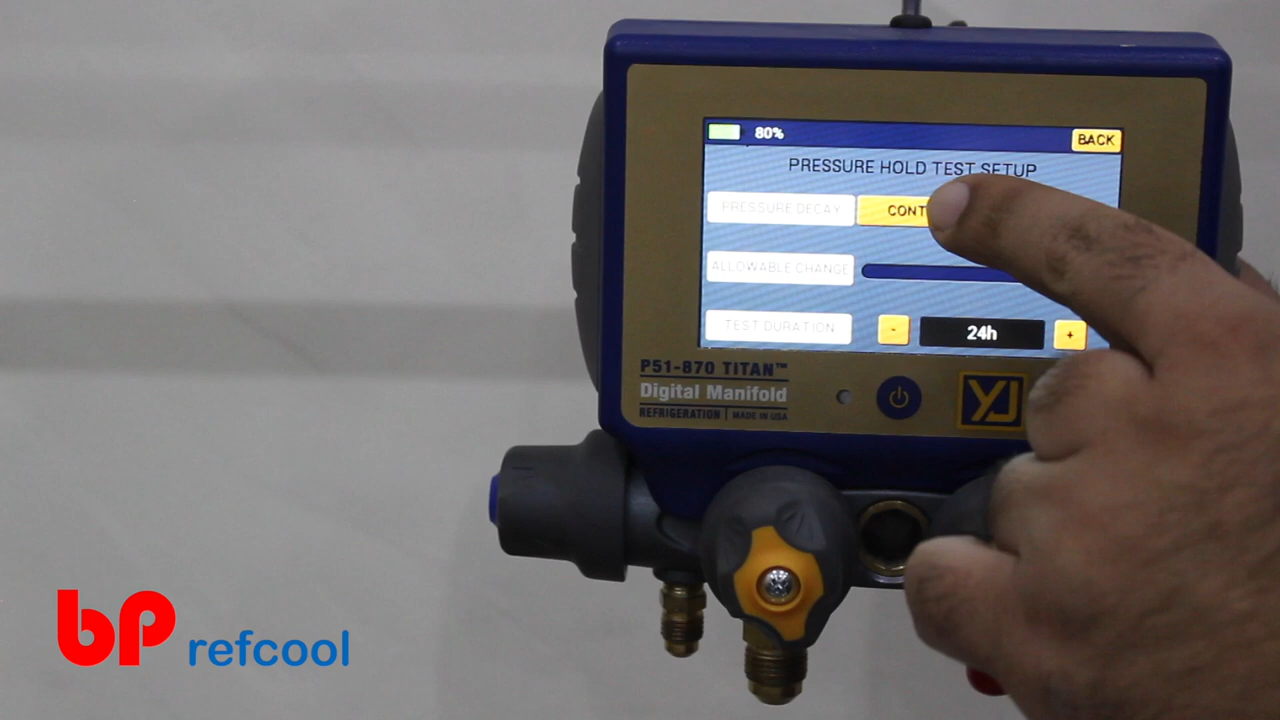 80%
BACK
PRESSURE HOLD TEST SETUP
PRESSURE DECAY
CONT
ALLOWABLE CHANGE
TEST DURATION
-
24h
+
P51-870 TITAN™
Digital Manifold
REFRIGERATION | MADE IN USA
YJ
bp refcool